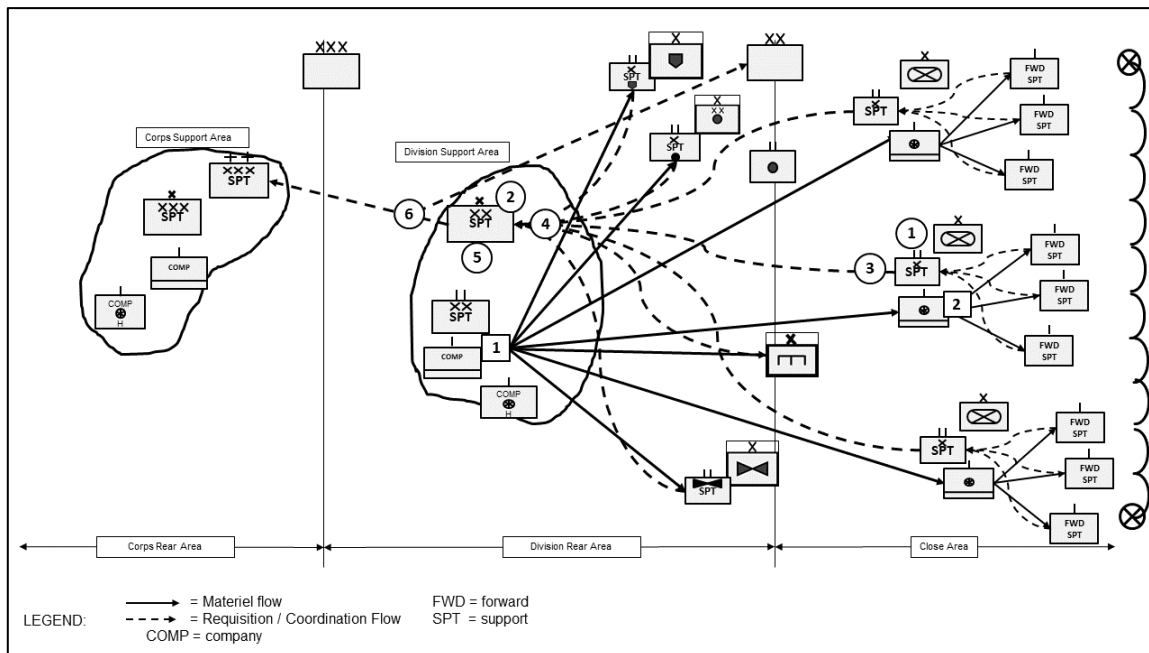 XXX
Corps Support Area
++
XXX
SPT
X
XXX
SPT
COMP
COMP
H
Division Support Area
X
XX
SPT
2
4
5
6
XX
SPT
COMP
1
COMP
H
X
SPT
X
X
XX
X
SPT
XX
X
SPT
X
X
X
SPT
FWD
SPT
FWD
SPT
FWD
SPT
1
X
3
X
SPT
2
FWD
SPT
FWD
SPT
FWD
SPT
X
X
SPT
FWD
SPT
FWD
SPT
FWD
SPT
Corps Rear Area
Division Rear Area
Close Area
LEGEND:
= Materiel flow
= Requisition / Coordination Flow
COMP = company
FWD = forward
SPT = support